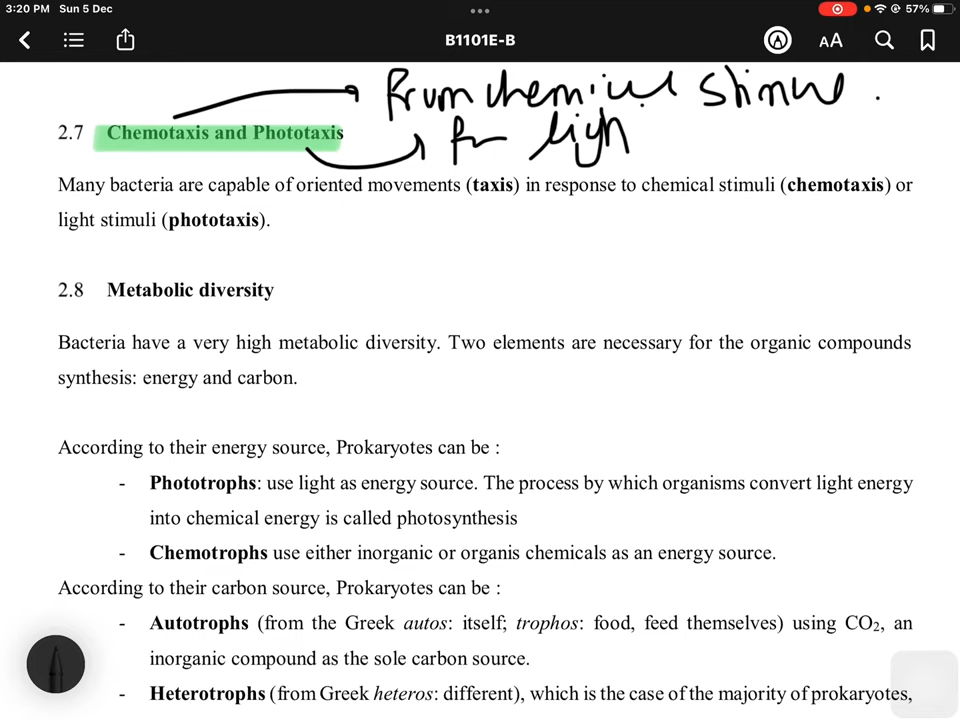 3:20 PM Sun 5 Dec
57%
B1101E-B
AA
From chemical Stimul .
2.7 Chemotaxis and Phototaxis
for ligh
Many bacteria are capable of oriented movements (taxis) in response to chemical stimuli (chemotaxis) or
light stimuli (phototaxis).
2.8 Metabolic diversity
Bacteria have a very high metabolic diversity. Two elements are necessary for the organic compounds
synthesis: energy and carbon.
According to their energy source, Prokaryotes can be :
- Phototrophs: use light as energy source. The process by which organisms convert light energy
into chemical energy is called photosynthesis
- Chemotrophs use either inorganic or organis chemicals as an energy source.
According to their carbon source, Prokaryotes can be :
- Autotrophs (from the Greek autos: itself; trophos: food, feed themselves) using CO₂, an
inorganic compound as the sole carbon source.
- Heterotrophs (from Greek heteros: different), which is the case of the majority of prokaryotes,